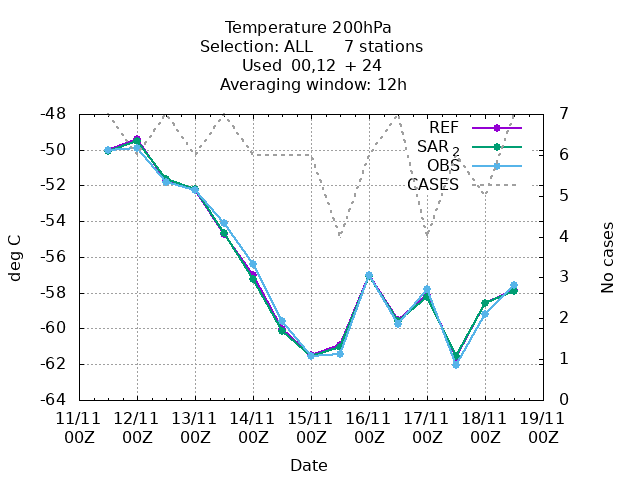 Temperature 200hPa
Selection: ALL 7 stations
Used 00,12 + 24
Averaging window: 12h
-48 7
REF
SAR 2
-50 6
OBS
CASES
-52 5
-54 4
-56 3
-58 2
-60 1
-62
-64 0
deg C
No cases
11/11 12/11 13/11 14/11 15/11 16/11 17/11 18/11 19/11
00Z 00Z 00Z 00Z 00Z 00Z 00Z 00Z 00Z
Date